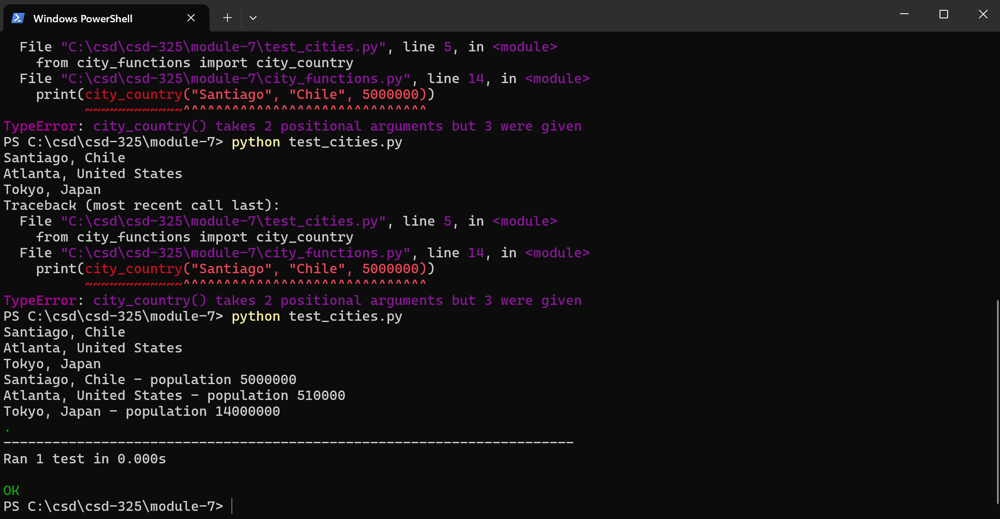 Windows PowerShell
  File "C:\csd\csd-325\module-7\test_cities.py", line 5, in <module>
    from city_functions import city_country
  File "C:\csd\csd-325\module-7\city_functions.py", line 14, in <module>
    print(city_country("Santiago", "Chile", 5000000))
          ~~~~~~~~~~~~^^^^^^^^^^^^^^^^^^^^^^^^^^^^^^
TypeError: city_country() takes 2 positional arguments but 3 were given
PS C:\csd\csd-325\module-7> python test_cities.py
Santiago, Chile
Atlanta, United States
Tokyo, Japan
Traceback (most recent call last):
  File "C:\csd\csd-325\module-7\test_cities.py", line 5, in <module>
    from city_functions import city_country
  File "C:\csd\csd-325\module-7\city_functions.py", line 14, in <module>
    print(city_country("Santiago", "Chile", 5000000))
          ~~~~~~~~~~~~^^^^^^^^^^^^^^^^^^^^^^^^^^^^^^
TypeError: city_country() takes 2 positional arguments but 3 were given
PS C:\csd\csd-325\module-7> python test_cities.py
Santiago, Chile
Atlanta, United States
Tokyo, Japan
Santiago, Chile - population 5000000
Atlanta, United States - population 510000
Tokyo, Japan - population 14000000
.
----------------------------------------------------------------------
Ran 1 test in 0.000s

OK
PS C:\csd\csd-325\module-7>